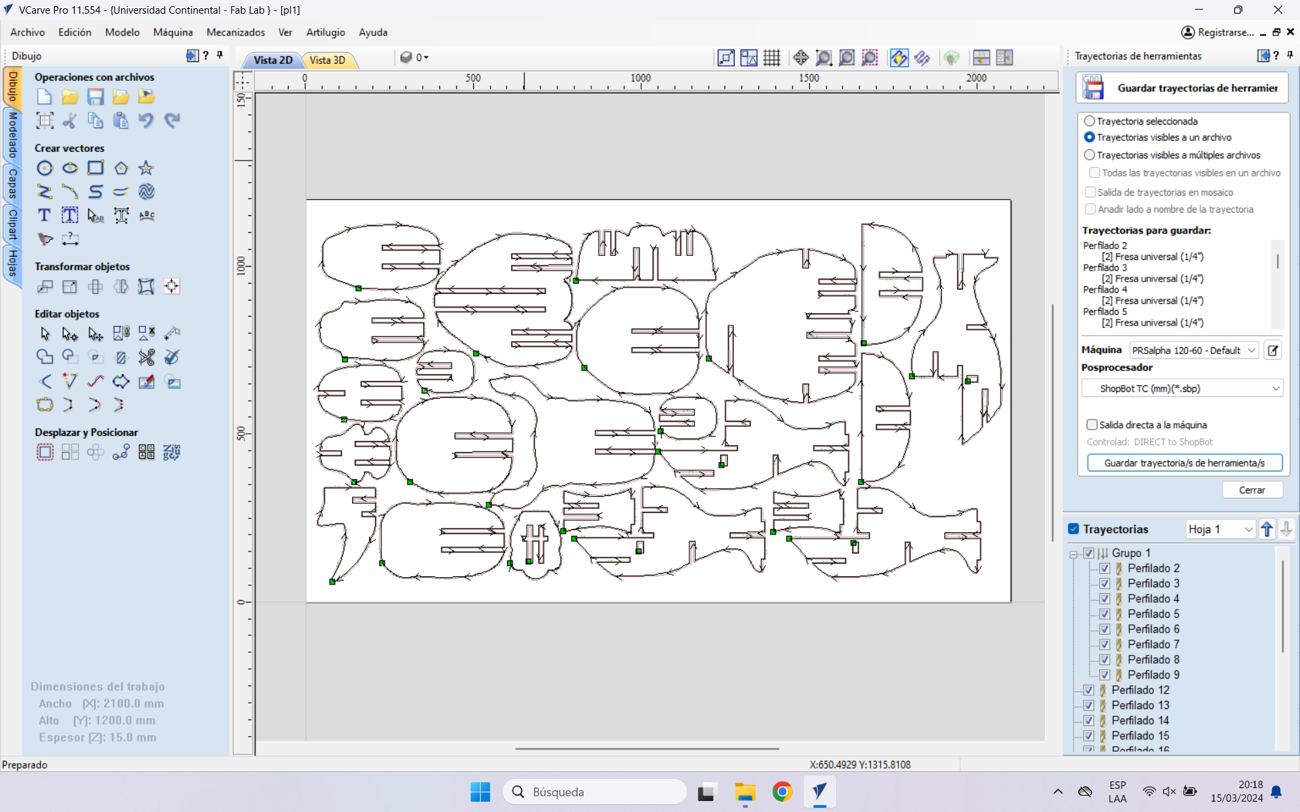 VCarve Pro 11.554 - {Universidad Continental - Fab Lab } - [pl1]
Archivo Edición Modelo Máquina Mecanizados Ver Artilugio Ayuda
Registrarse...
Dibujo
Vista 2D Vista 3D
0
Trayectorias de herramientas
Dibujo
Modelado
Capas
Clipart
Hojas
Operaciones con archivos
Crear vectores
Transformar objetos
Editar objetos
Desplazar y Posicionar
Dimensiones del trabajo
Ancho [X]: 2100.0 mm
Alto [Y]: 1200.0 mm
Espesor [Z]: 15.0 mm
0 500 1000 1500 2000
1000
500
0
Guardar trayectorias de herramier
Trayectoria seleccionada
Trayectorias visibles a un archivo
Trayectorias visibles a múltiples archivos
Todas las trayectorias visibles en un archivo
Salida de trayectorias en mosaico
Añadir lado a nombre de la trayectoria
Trayectorias para guardar:
Perfilado 2
[2] Fresa universal (1/4")
Perfilado 3
[2] Fresa universal (1/4")
Perfilado 4
[2] Fresa universal (1/4")
Perfilado 5
[2] Fresa universal (1/4")
Máquina PRSalpha 120-60 - Default
Posprocesador
ShopBot TC (mm)(*.sbp)
Salida directa a la máquina
Controlad: DIRECT to ShopBot
Guardar trayectoria/s de herramienta/s
Cerrar
Trayectorias Hoja 1
Grupo 1
Perfilado 2
Perfilado 3
Perfilado 4
Perfilado 5
Perfilado 6
Perfilado 7
Perfilado 8
Perfilado 9
Perfilado 12
Perfilado 13
Perfilado 14
Perfilado 15
Perfilado 16
Preparado
X:650.4929 Y:1315.8108
Búsqueda
ESP
LAA
20:18
15/03/2024